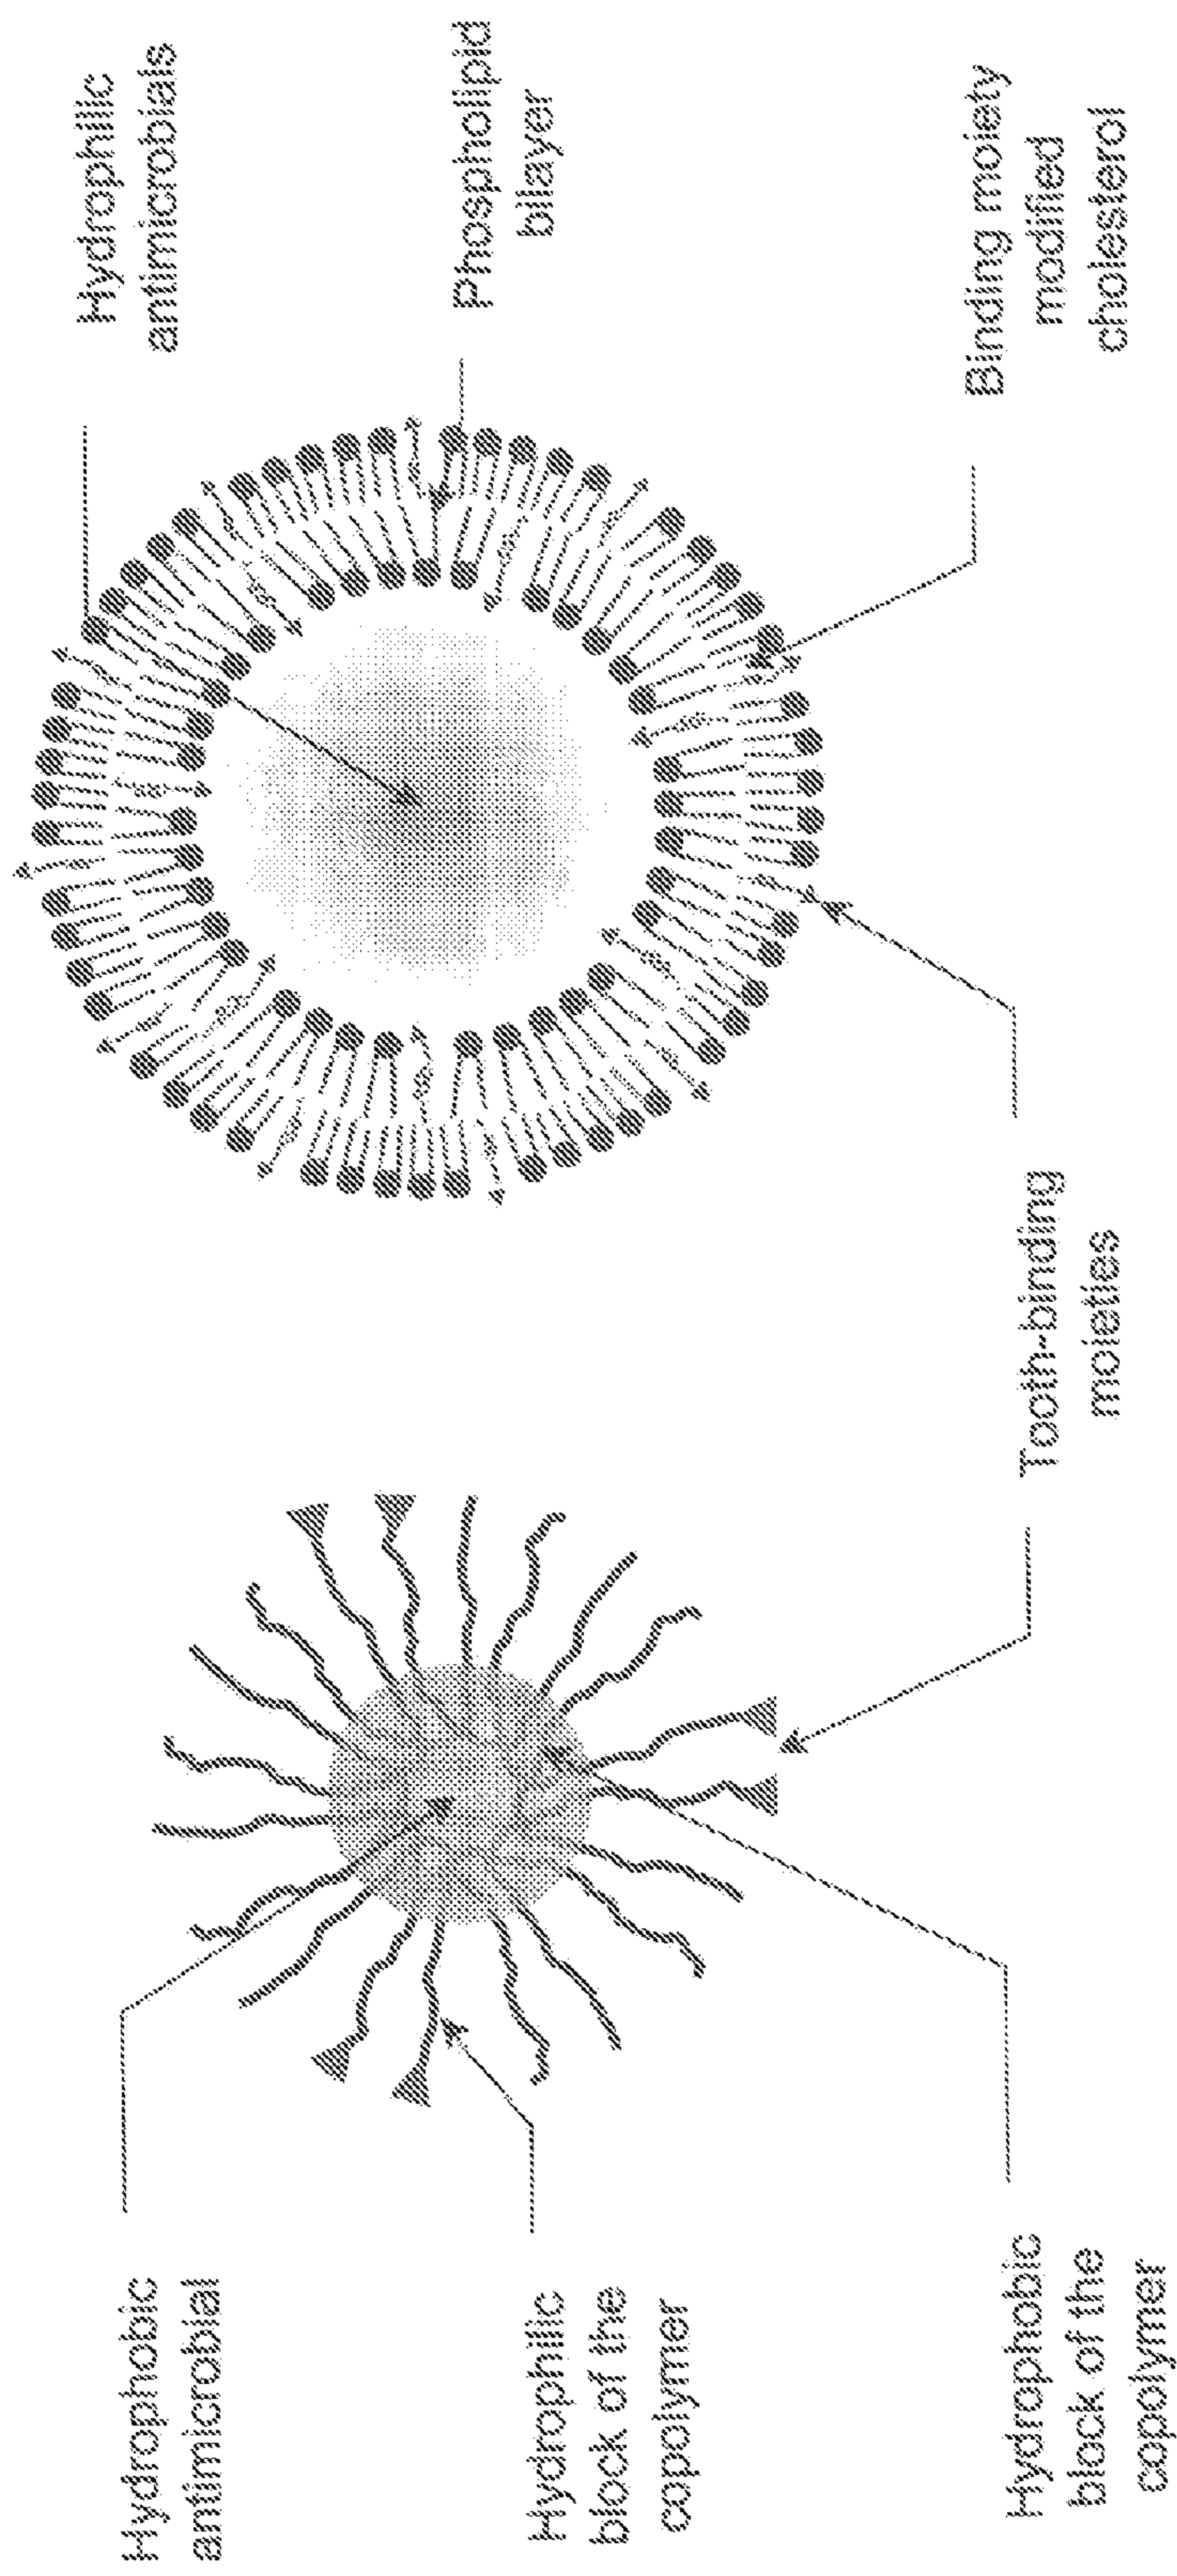 Hydrophobic
antimicrobial
Hydrophilic
block of the
copolymer
Hydrophobic
block of the
copolymer
Tooth-binding
moieties
Hydrophilic
antimicrobials
Phospholipid
bilayer
Binding moiety
modified
cholesterol